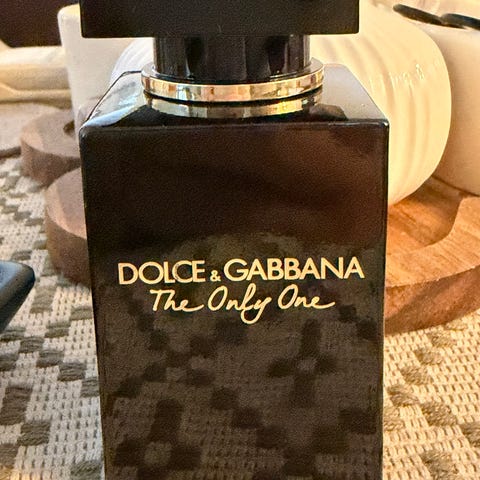 DOLCE & GABBANA
The Only One